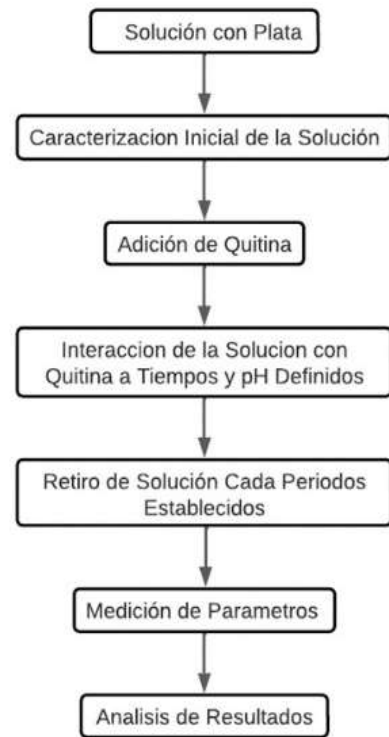 Solución con Plata
Caracterizacion Inicial de la Solución
Adición de Quitina
Interaccion de la Solucion con
Quitina a Tiempos y pH Definidos
Retiro de Solución Cada Periodos
Establecidos
Medición de Parametros
Analisis de Resultados